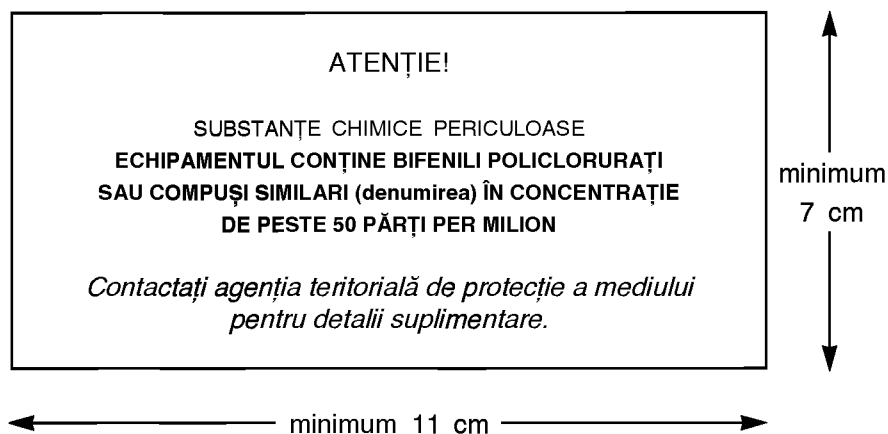 ATENȚIE!
SUBSTANȚE CHIMICE PERICULOASE
ECHIPAMENTUL CONȚINE BIFENILI POLICLORURAȚI
SAU COMPUȘI SIMILARI (denumirea) ÎN CONCENTRAȚIE
DE PESTE 50 PĂRȚI PER MILION
Contactați agenția teritorială de protecție a mediului
pentru detalii suplimentare.
minimum
7 cm
minimum 11 cm